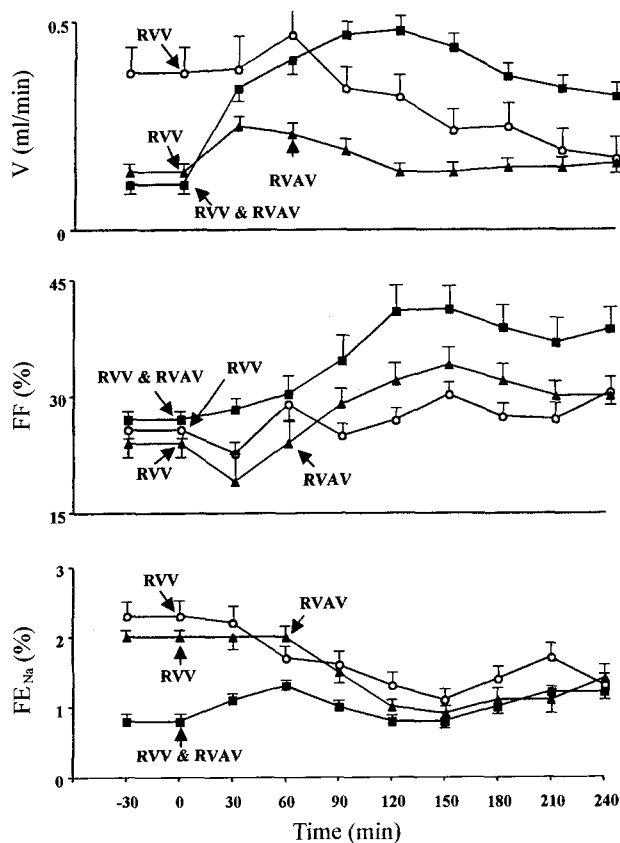 0.5
RVV
V (ml/min)
RVV
RVAV
RVV & RVAV
0
45
FF (%)
RVV
RVV & RVAV
30
RVV
RVAV
15
3
RVV
RVAV
2
FE Na (%)
RVV
1
RVV & RVAV
0
-30 0 30 60 90 120 150 180 210 240
Time (min)